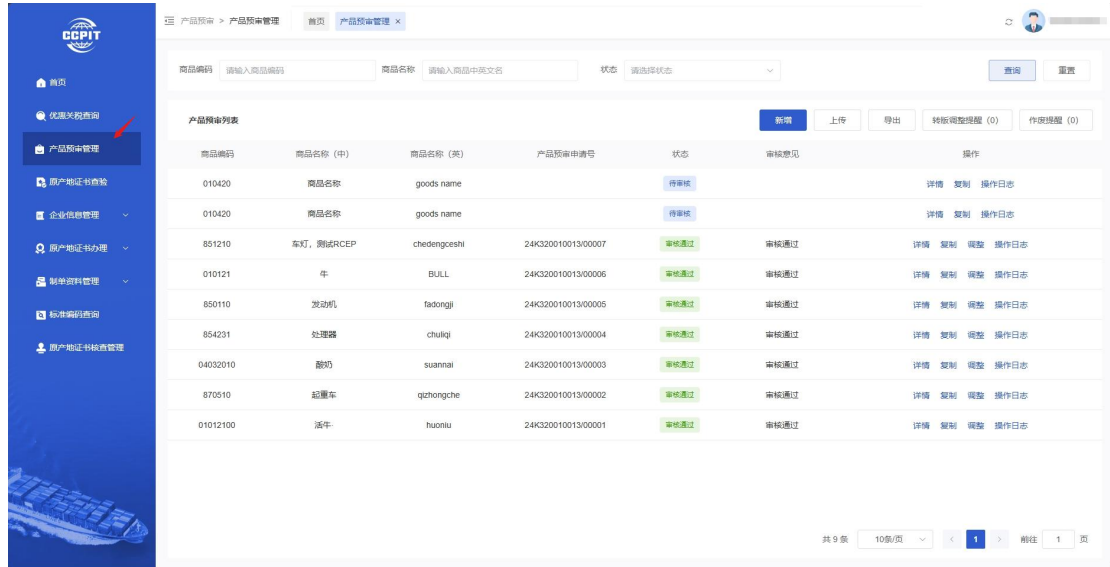 CCPIT
产品预审 > 产品预审管理 首页 产品预审管理 ×
商品编码 请输入商品编码 商品名称 请输入商品中英文名 状态 请选择状态 查询 重置
首页
优惠关税查询
产品预审管理
原产地证书查验
企业信息管理
原产地证书办理
制单资料管理
标准编码查询
原产地证书核查管理
产品预审列表 新增 上传 导出 转版调整提醒 (0) 作废提醒 (0)
商品编码 商品名称 (中) 商品名称 (英) 产品预审申请号 状态 审核意见 操作
010420 商品名称 goods name 待审核 详情 复制 操作日志
010420 商品名称 goods name 待审核 详情 复制 操作日志
851210 车灯, 测试RCEP chedengceshi 24K320010013/00007 审核通过 审核通过 详情 复制 调整 操作日志
010121 牛 BULL 24K320010013/00006 审核通过 审核通过 详情 复制 调整 操作日志
850110 发动机 fadongji 24K320010013/00005 审核通过 审核通过 详情 复制 调整 操作日志
854231 处理器 chuliqi 24K320010013/00004 审核通过 审核通过 详情 复制 调整 操作日志
04032010 酸奶 suannai 24K320010013/00003 审核通过 审核通过 详情 复制 调整 操作日志
870510 起重车 qizhongche 24K320010013/00002 审核通过 审核通过 详情 复制 调整 操作日志
01012100 活牛 huoniu 24K320010013/00001 审核通过 审核通过 详情 复制 调整 操作日志
共 9 条 10条/页 < 1 > 前往 1 页